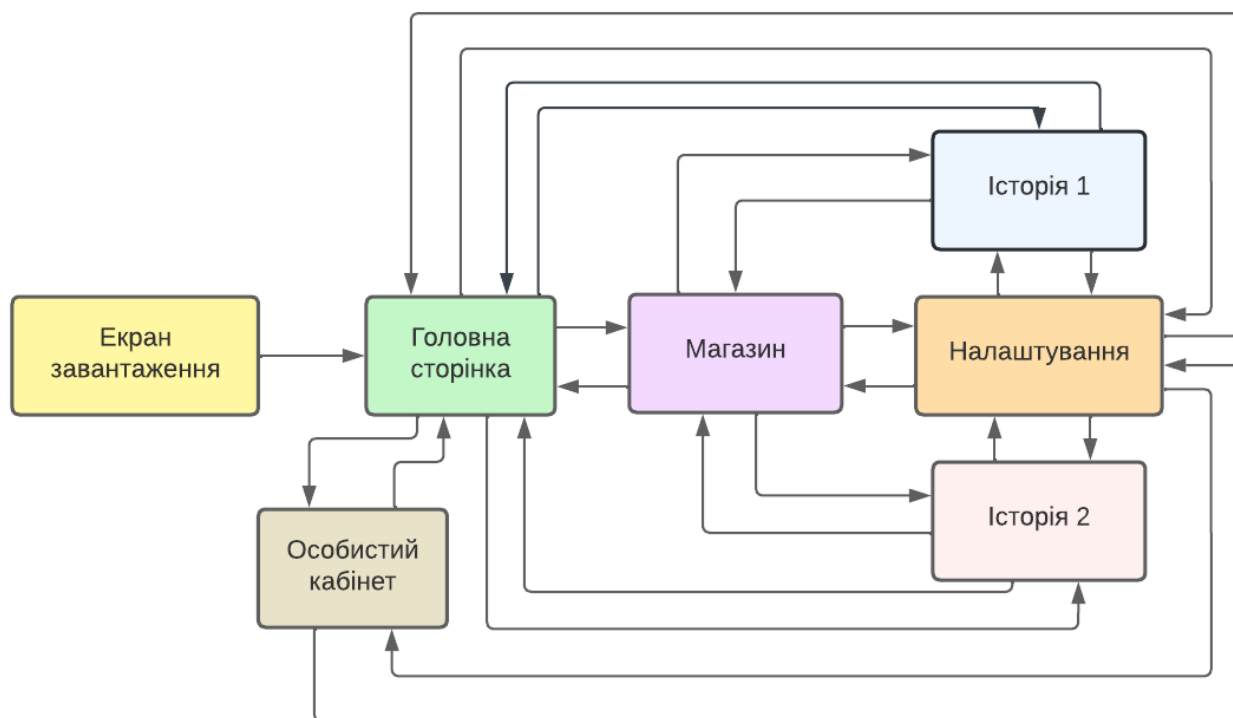 Історія 1
Екран
завантаження
Головна
сторінка
Магазин
Налаштування
Історія 2
Особистий
кабінет